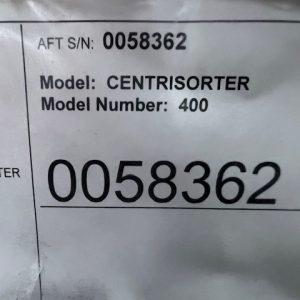 AFT S/N: 0058362
Model: CENTRISORTER
Model Number: 400
TER
0058362